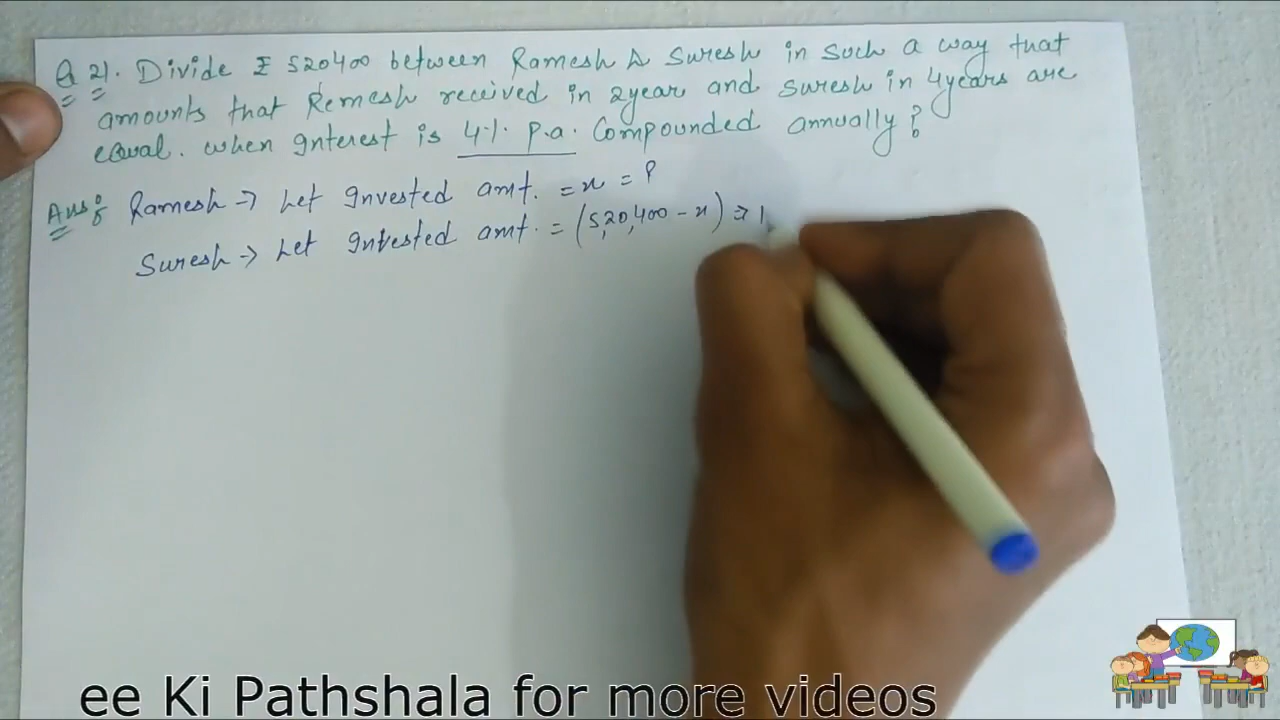 Q 21. Divide ₹ 520400 between Ramesh & Suresh in such a way that
amounts that Remesh received in 2year and Suresh in 4years are
equal. when Interest is 4%. P.a. Compounded annually?
Ans: Ramesh → Let Invested amt. = x = P
Suresh → Let Invested amt. = (5,20,400 - x) ⇒
ee Ki Pathshala for more videos